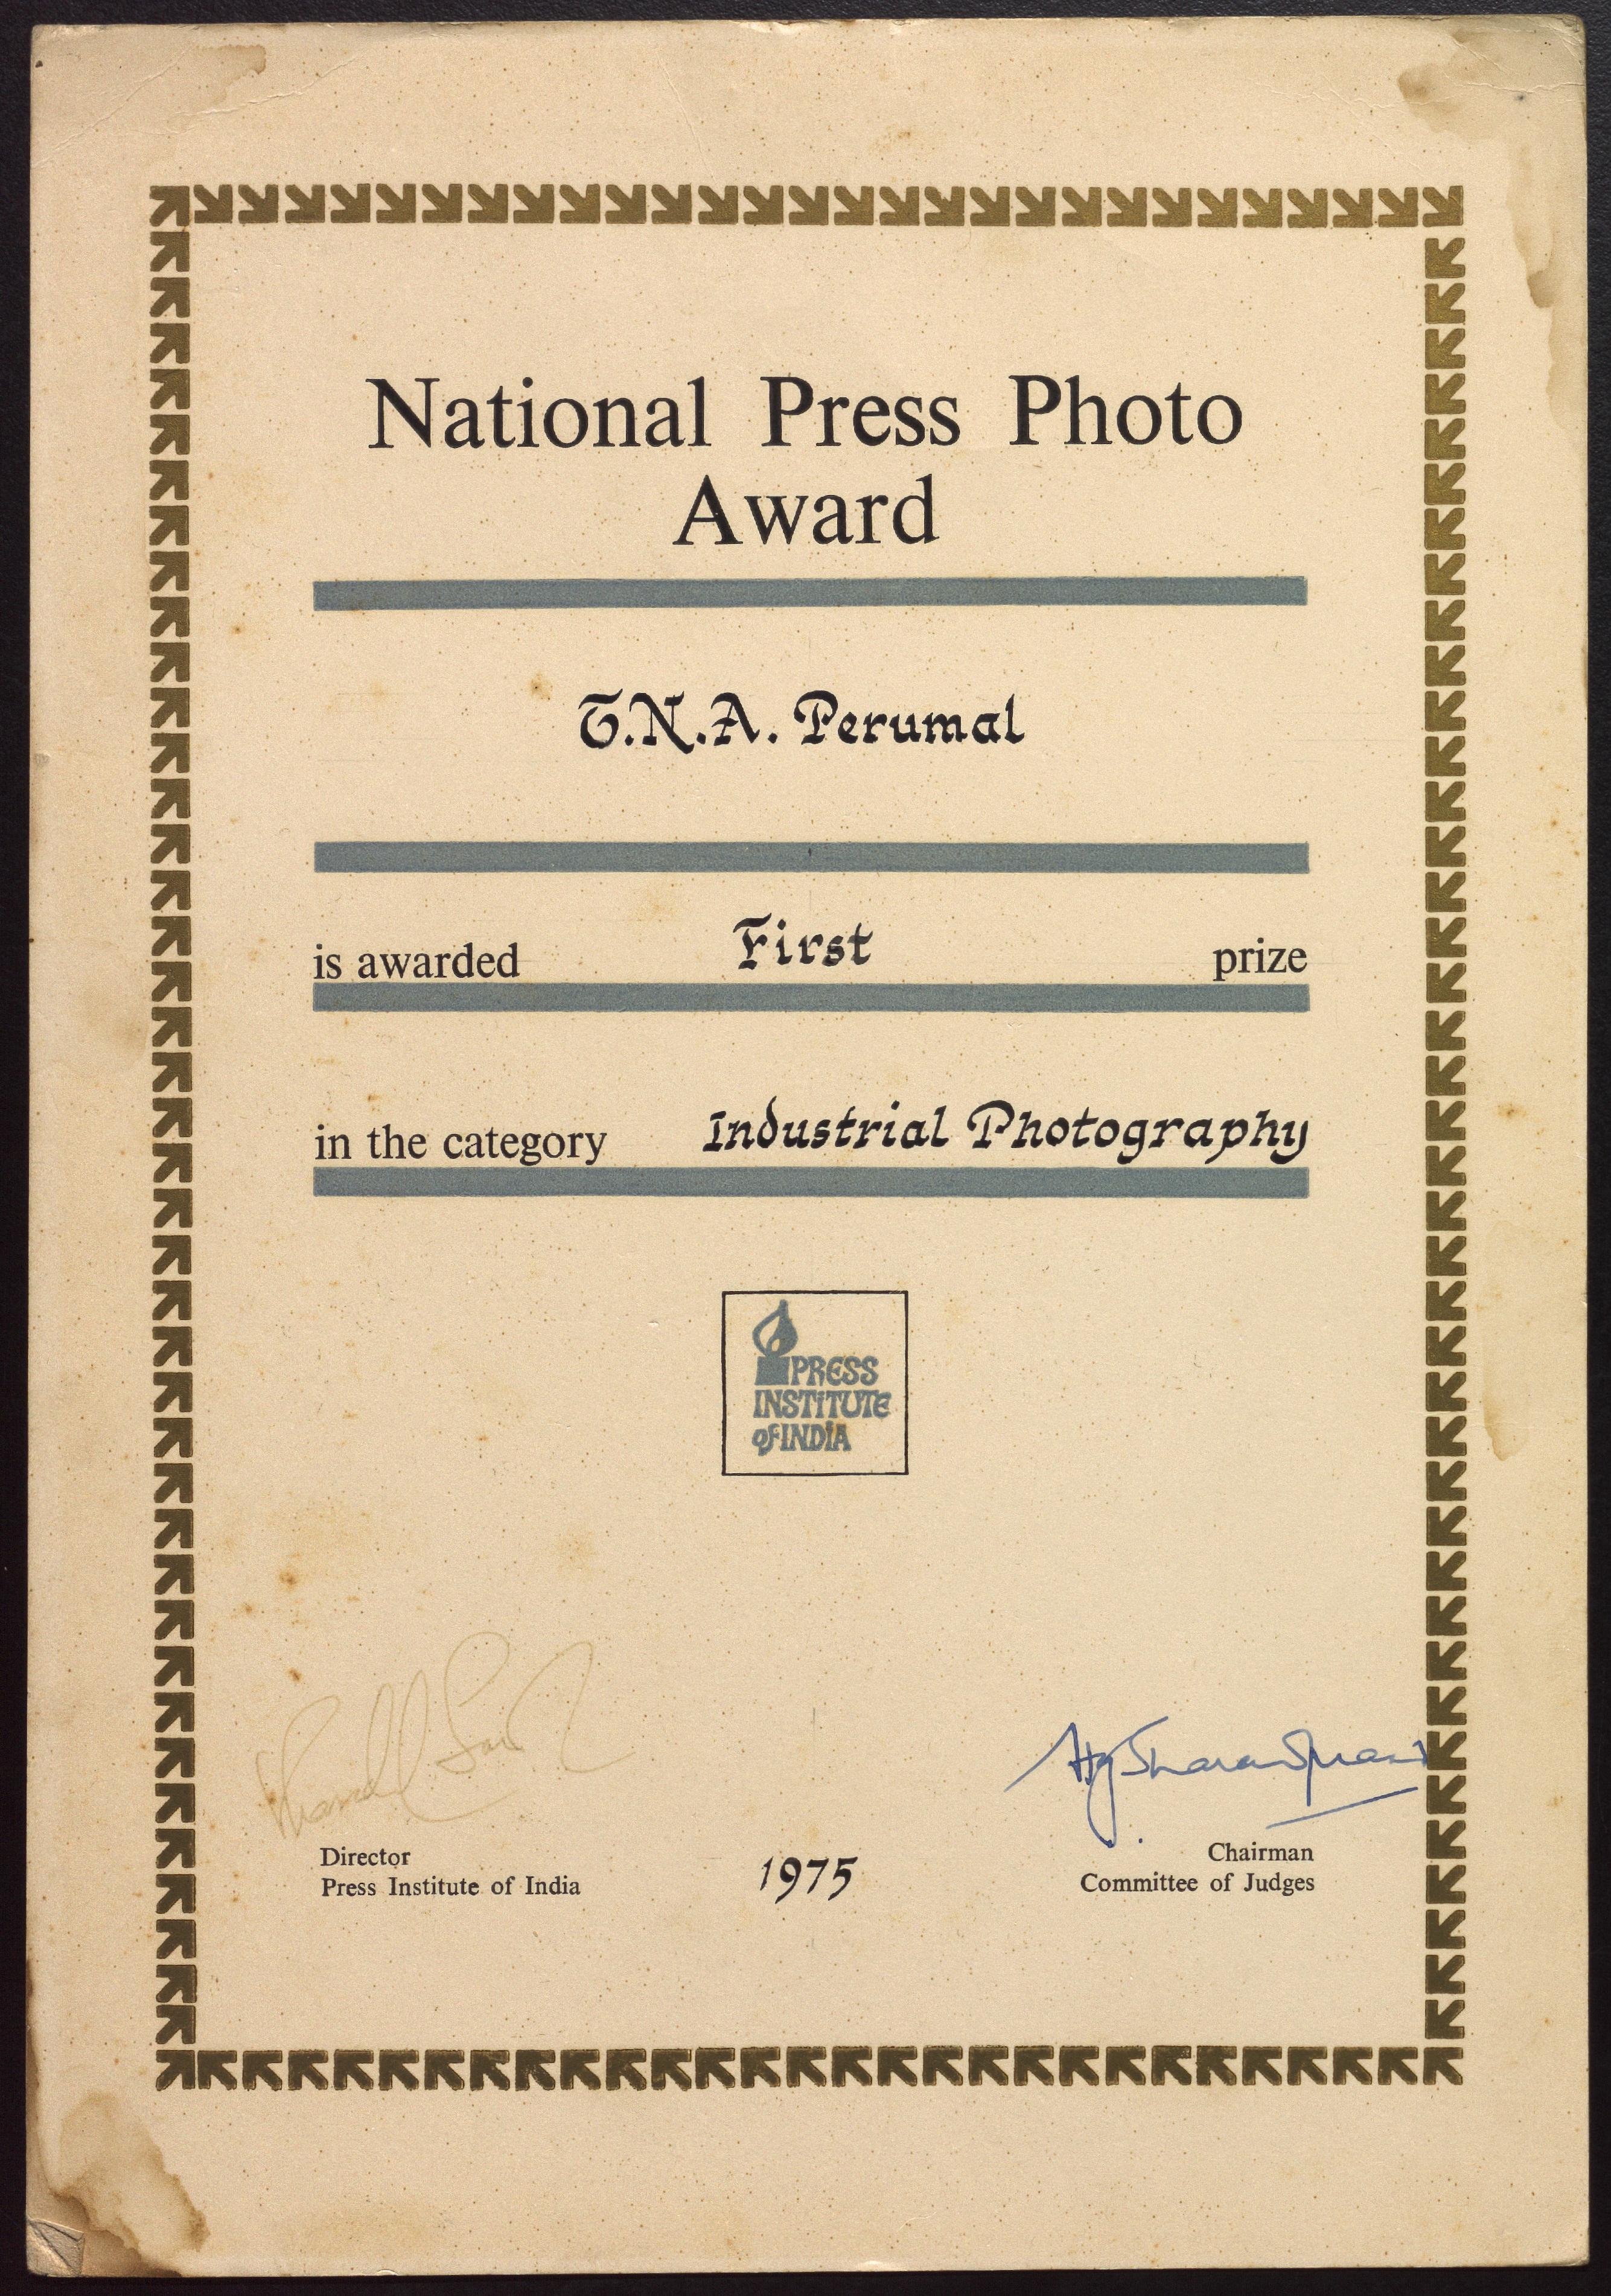 National Press Photo
Award
T.N.A. Perumal
is awarded First prize
in the category Industrial Photography
PRESS
INSTITUTE
of INDIA
Director
Press Institute of India
1975
Chairman
Committee of Judges